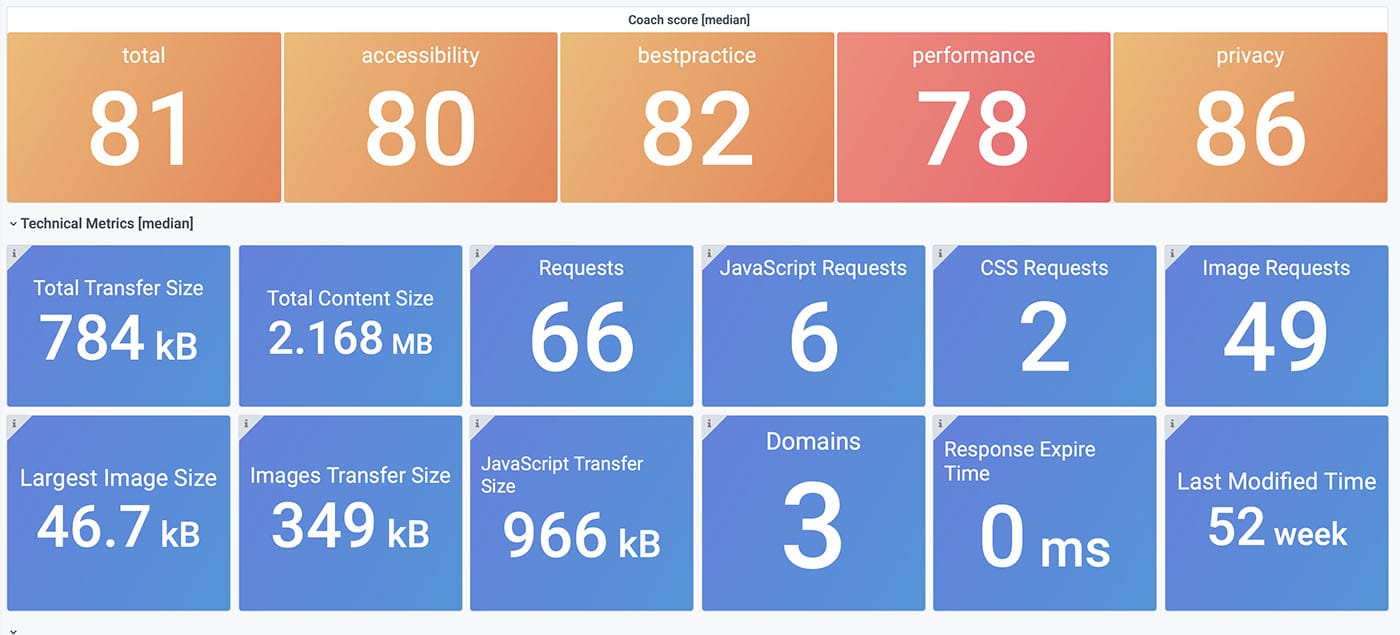 Coach score [median]
total
accessibility
bestpractice
performance
privacy
81
80
82
78
86
Technical Metrics [median]
i
Total Transfer Size
784 kB
Total Content Size
2.168 MB
i
Requests
66
i
JavaScript Requests
6
i
CSS Requests
2
i
Image Requests
49
i
Largest Image Size
46.7 kB
i
Images Transfer Size
349 kB
i
JavaScript Transfer
Size
966 kB
i
Domains
3
i
Response Expire
Time
0 ms
i
Last Modified Time
52 week